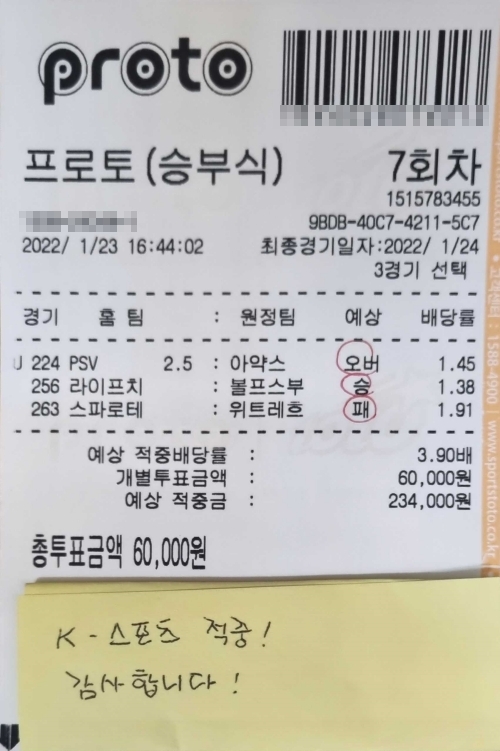 proto
프로토(승부식) 7회차
1515783455
9BDB-40C7-4211-5C7
2022/ 1/23 16:44:02 최종경기일자:2022/ 1/24
3경기 선택
경기 홈 팀 : 원정팀 예상 배당률
U 224 PSV 2.5 : 아약스 오버 1.45
256 라이프치 : 볼프스부 승 1.38
263 스파로테 : 위트레흐 패 1.91
예상 적중배당률 : 3.90배
개별투표금액 : 60,000원
예상 적중금 : 234,000원
총투표금액 60,000원
K-스포츠 적중!
감사합니다!
1588-4900 | www.sportstoto.co.kr